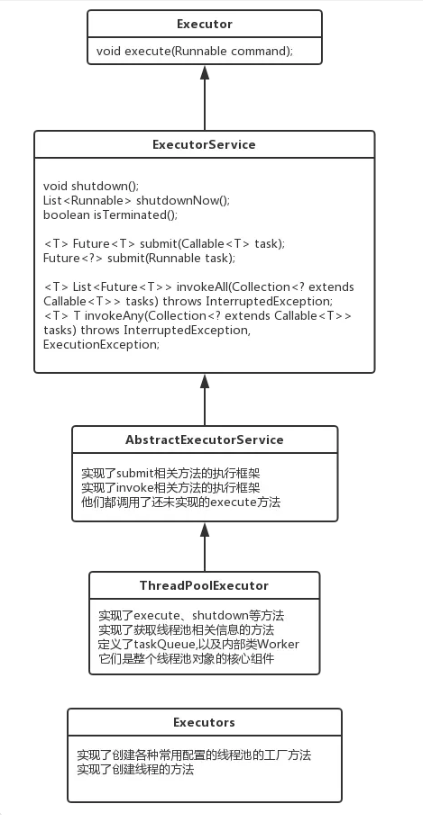 Executor
void execute(Runnable command);
ExecutorService
void shutdown();
List<Runnable> shutdownNow();
boolean isTerminated();
<T> Future<T> submit(Callable<T> task);
Future<?> submit(Runnable task);
<T> List<Future<T>> invokeAll(Collection<? extends
Callable<T>> tasks) throws InterruptedException;
<T> T invokeAny(Collection<? extends Callable<T>>
tasks) throws InterruptedException,
ExecutionException;
AbstractExecutorService
实现了submit相关方法的执行框架
实现了invoke相关方法的执行框架
他们都调用了还未实现的execute方法
ThreadPoolExecutor
实现了execute、shutdown等方法
实现了获取线程池相关信息的方法
定义了taskQueue,以及内部类Worker
它们是整个线程池对象的核心组件
Executors
实现了创建各种常用配置的线程池的工厂方法
实现了创建线程的方法